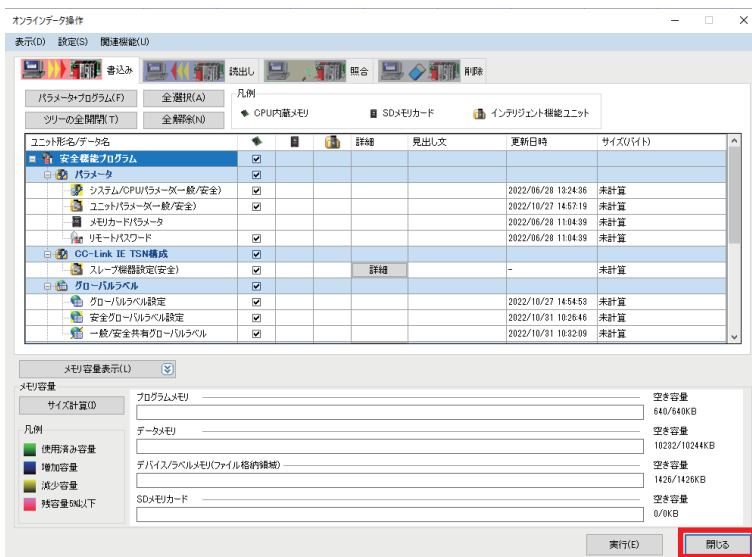 オンラインデータ操作
表示(D) 設定(S) 関連機能(U)
書込み 読出し 照合 削除
パラメータ+プログラム(F) 全選択(A)
ツリーの全開閉(T) 全解除(N)
凡例
CPU内蔵メモリ SDメモリカード インテリジェント機能ユニット
ユニット形名/データ名 詳細 見出し文 更新日時 サイズ(バイト)
安全機能プログラム
パラメータ
システム/CPUパラメータ(一般/安全) 2022/06/28 13:24:36 未計算
ユニットパラメータ(一般/安全) 2022/10/27 14:57:19 未計算
メモリカードパラメータ 2022/06/28 11:04:39 未計算
リモートパスワード 2022/06/28 11:04:39 未計算
CC-Link IE TSN構成
スレーブ機器設定(安全) 詳細 - 未計算
グローバルラベル
グローバルラベル設定 2022/10/27 14:54:53 未計算
安全グローバルラベル設定 2022/10/31 10:26:46 未計算
一般/安全共有グローバルラベル 2022/10/31 10:32:09 未計算
メモリ容量表示(L)
メモリ容量
サイズ計算(I)
凡例
使用済み容量
増加容量
減少容量
残容量5%以下
プログラムメモリ 空き容量
640/640KB
データメモリ 空き容量
10232/10244KB
デバイス/ラベルメモリ(ファイル格納領域) 空き容量
1426/1426KB
SDメモリカード 空き容量
0/0KB
実行(E) 閉じる